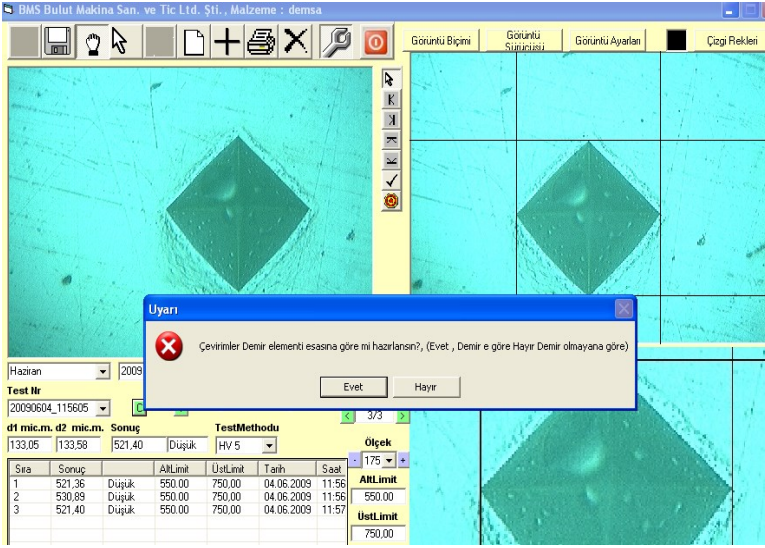 BMS Bulut Makina San. ve Tic Ltd. Şti., Malzeme : demsa
Görüntü Biçimi
Görüntü
Sürücüsü
Görüntü Ayarları
Çizgi Rekleri
Uyarı
Çevirimler Demir elementi esasına göre mi hazırlansın?, (Evet , Demir e göre Hayır Demir olmayana göre)
Evet Hayır
Haziran 2009
Test Nr
20090604_115605 C
3/3
d1 mic.m. d2 mic.m. Sonuç TestMethodu
133,05 133,58 521,40 Düşük HV 5
Ölçek
- 175 +
Sıra Sonuç AltLimit ÜstLimit Tarih Saat
1 521,36 Düşük 550.00 750,00 04.06.2009 11:56
2 530,89 Düşük 550.00 750,00 04.06.2009 11:56
3 521,40 Düşük 550.00 750,00 04.06.2009 11:57
AltLimit
550.00
ÜstLimit
750,00